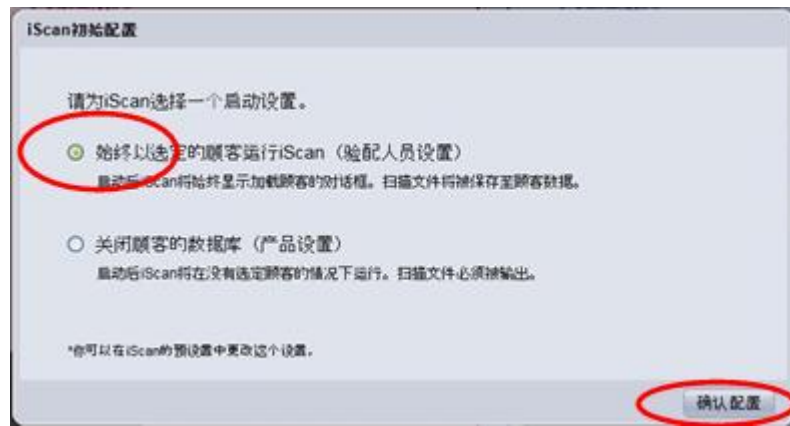 iScan初始配置
请为iScan选择一个启动设置。
始终以选定的顾客运行iScan（验配人员设置）
启动后iScan将始终显示加载顾客的对话框。扫描文件将被保存至顾客数据。
关闭顾客的数据库（产品设置）
启动后iScan将在没有选定顾客的情况下运行。扫描文件必须被输出。
*你可以在iScan的预设置中更改这个设置。
确认配置